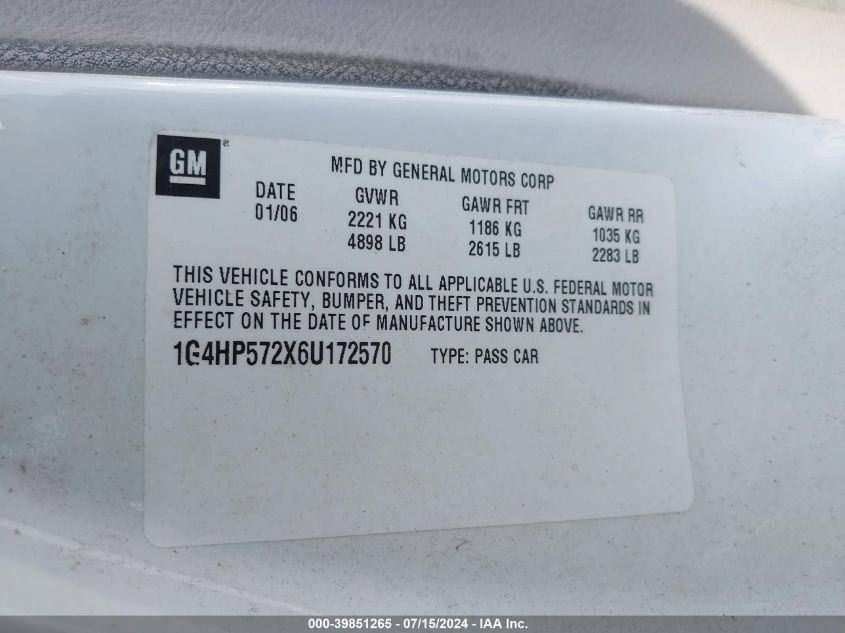 GM ®
MFD BY GENERAL MOTORS CORP
DATE GVWR GAWR FRT GAWR RR
01/06 2221 KG 1186 KG 1035 KG
4898 LB 2615 LB 2283 LB
THIS VEHICLE CONFORMS TO ALL APPLICABLE U.S. FEDERAL MOTOR
VEHICLE SAFETY, BUMPER, AND THEFT PREVENTION STANDARDS IN
EFFECT ON THE DATE OF MANUFACTURE SHOWN ABOVE.
1G4HP572X6U172570 TYPE: PASS CAR
000-39851265 - 07/15/2024 - IAA Inc.